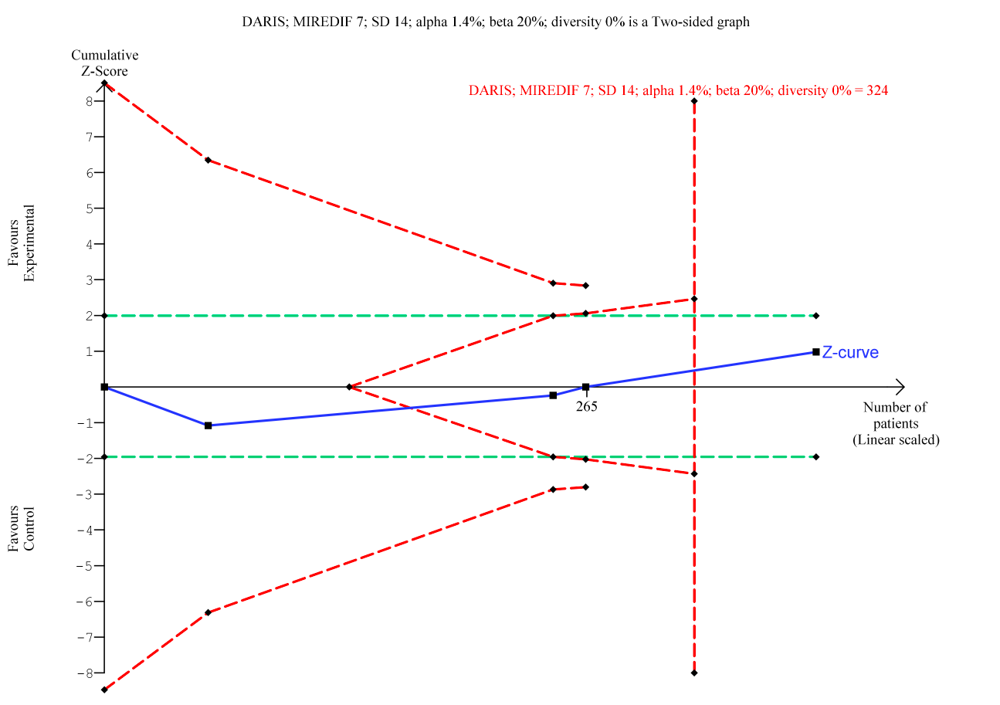 DARIS; MIREDIF 7; SD 14; alpha 1.4%; beta 20%; diversity 0% is a Two-sided graph
Cumulative
Z-Score
DARIS; MIREDIF 7; SD 14; alpha 1.4%; beta 20%; diversity 0% = 324
8
7
6
5
4
3
2
1
-1
-2
-3
-4
-5
-6
-7
-8
Favours
Experimental
Favours
Control
Z-curve
265
Number of
patients
(Linear scaled)